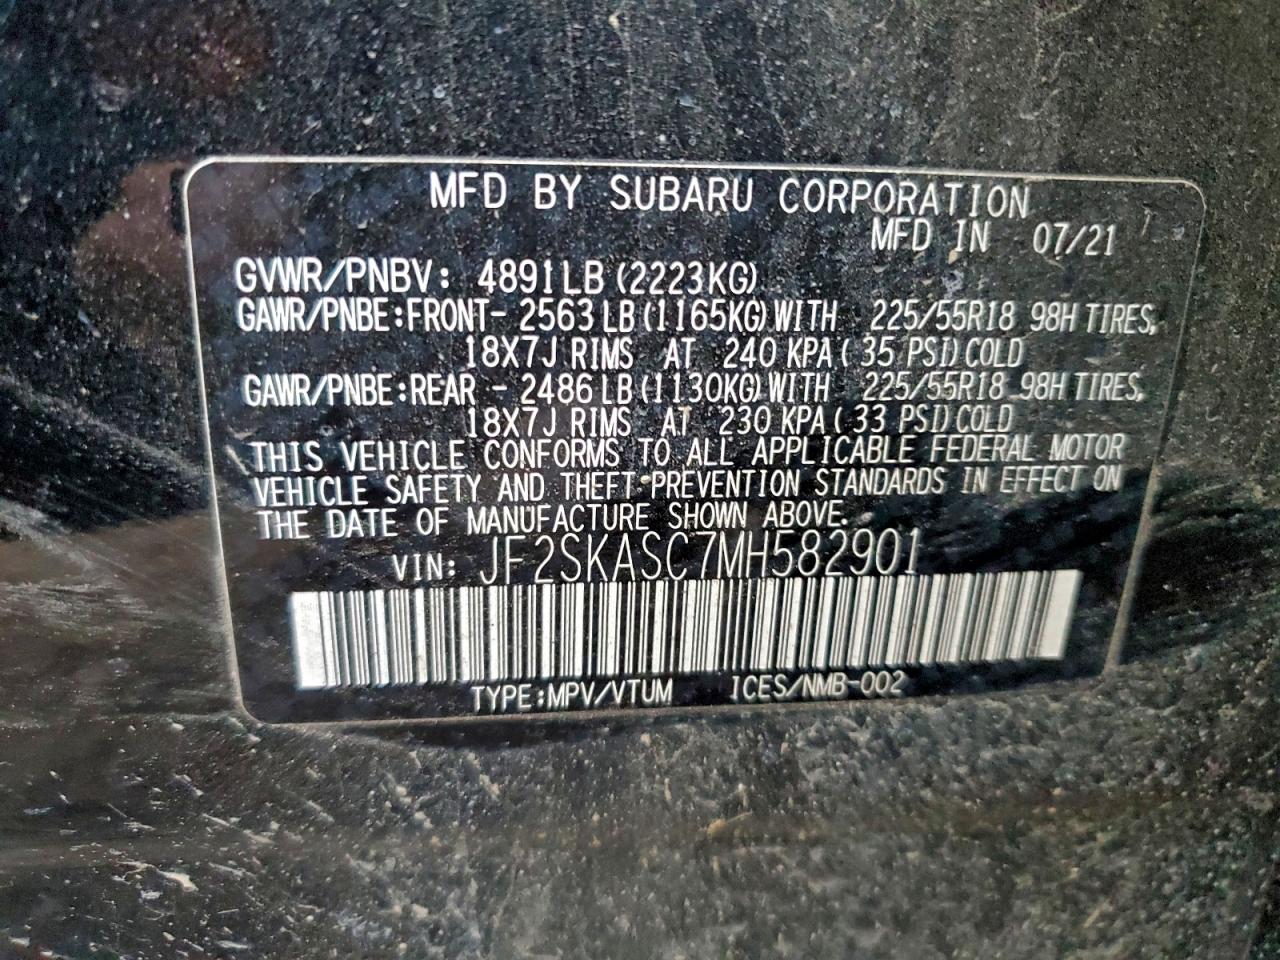 MFD BY SUBARU CORPORATION
MFD IN 07/21
GVWR/PNBV: 4891LB (2223KG)
GAWR/PNBE:FRONT- 2563 LB (1165KG) WITH 225/55R18 98H TIRES,
18X7J RIMS AT 240 KPA ( 35 PSI) COLD
GAWR/PNBE:REAR - 2486 LB (1130KG) WITH 225/55R18 98H TIRES,
18X7J RIMS AT 230 KPA ( 33 PSI) COLD
THIS VEHICLE CONFORMS TO ALL APPLICABLE FEDERAL MOTOR
VEHICLE SAFETY AND THEFT PREVENTION STANDARDS IN EFFECT ON
THE DATE OF MANUFACTURE SHOWN ABOVE.
VIN: JF2SKASC7MH582901
TYPE:MPV/VTUM ICES/NMB-002